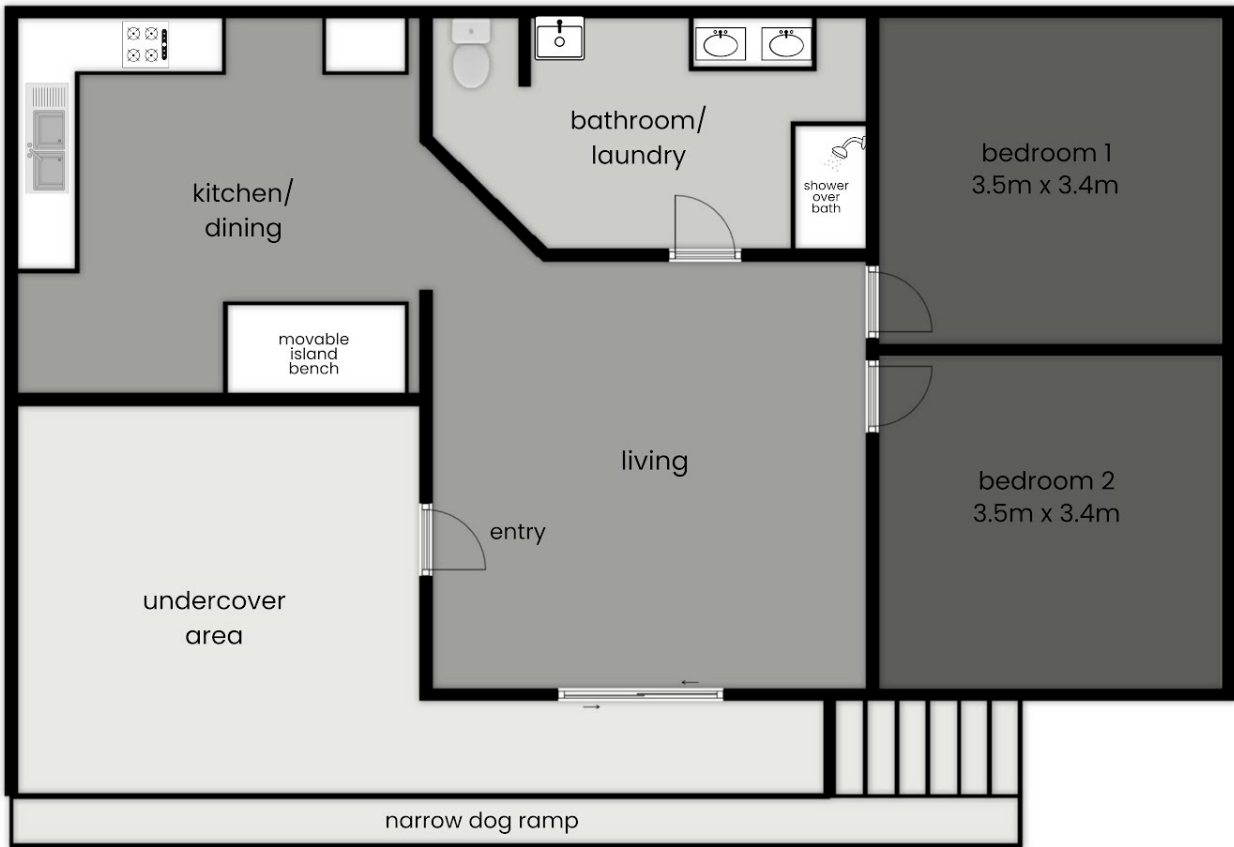 bathroom/
laundry
bedroom 1
3.5m x 3.4m
kitchen/
dining
shower
over
bath
movable
island
bench
living
bedroom 2
3.5m x 3.4m
entry
undercover
area
narrow dog ramp